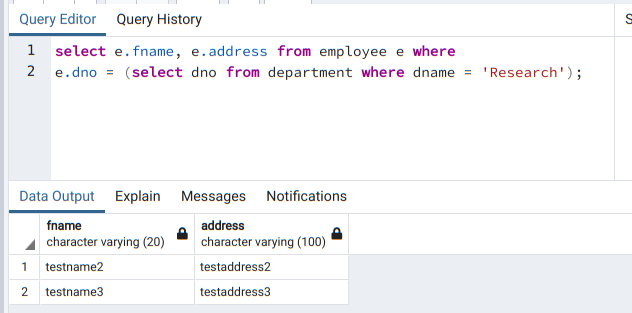 Query Editor Query History S
1 select e.fname, e.address from employee e where
2 e.dno = (select dno from department where dname = 'Research');
Data Output Explain Messages Notifications
fname address
character varying (20) character varying (100)
1 testname2 testaddress2
2 testname3 testaddress3